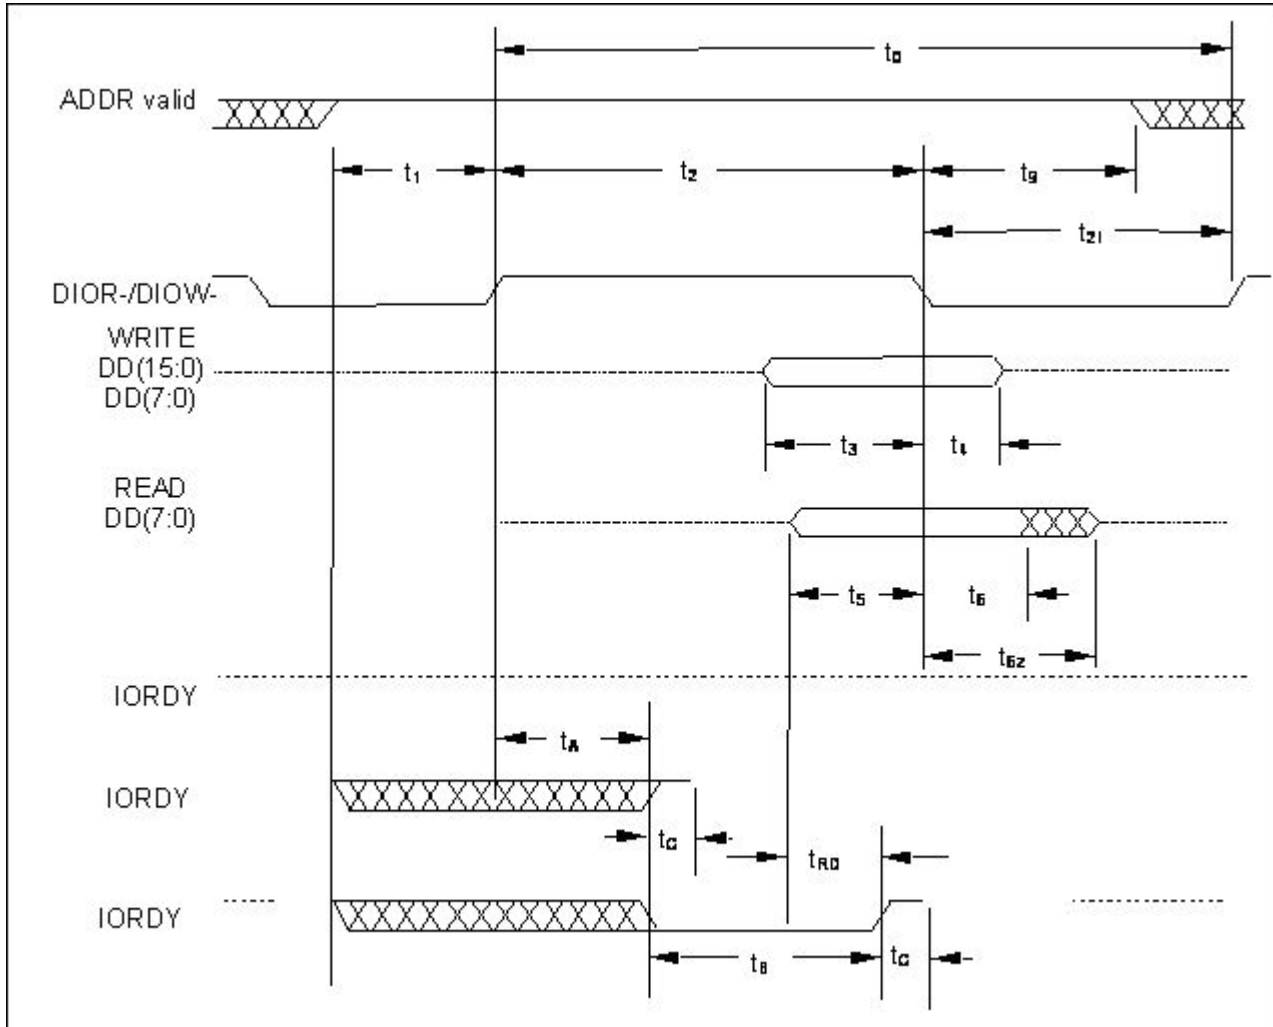 t0
ADDR valid
t1
t2
t9
t2i
DIOR-/DIOW-
WRITE
DD(15:0)
DD(7:0)
t3
t4
READ
DD(7:0)
t5
t6
t6z
IORDY
tA
IORDY
tC
tRD
IORDY
tB
tC